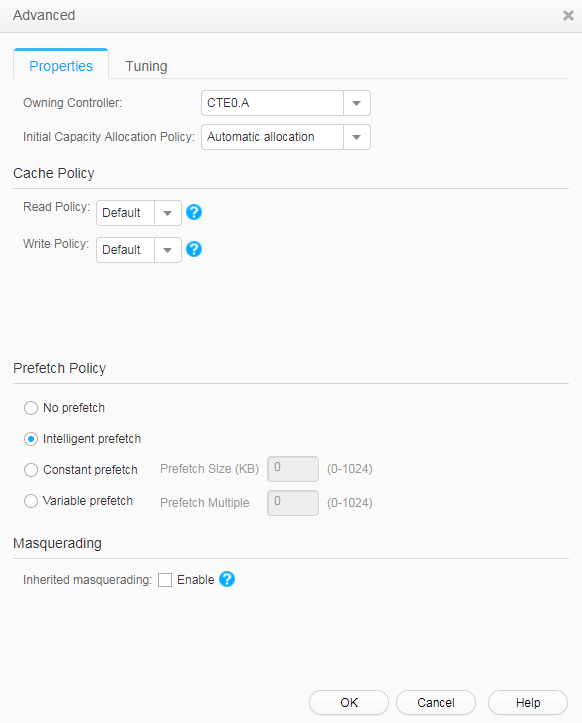 Advanced
Properties Tuning
Owning Controller: CTE0.A
Initial Capacity Allocation Policy: Automatic allocation
Cache Policy
Read Policy: Default ?
Write Policy: Default ?
Prefetch Policy
No prefetch
Intelligent prefetch
Constant prefetch Prefetch Size (KB) 0 (0-1024)
Variable prefetch Prefetch Multiple 0 (0-1024)
Masquerading
Inherited masquerading: Enable ?
OK Cancel Help